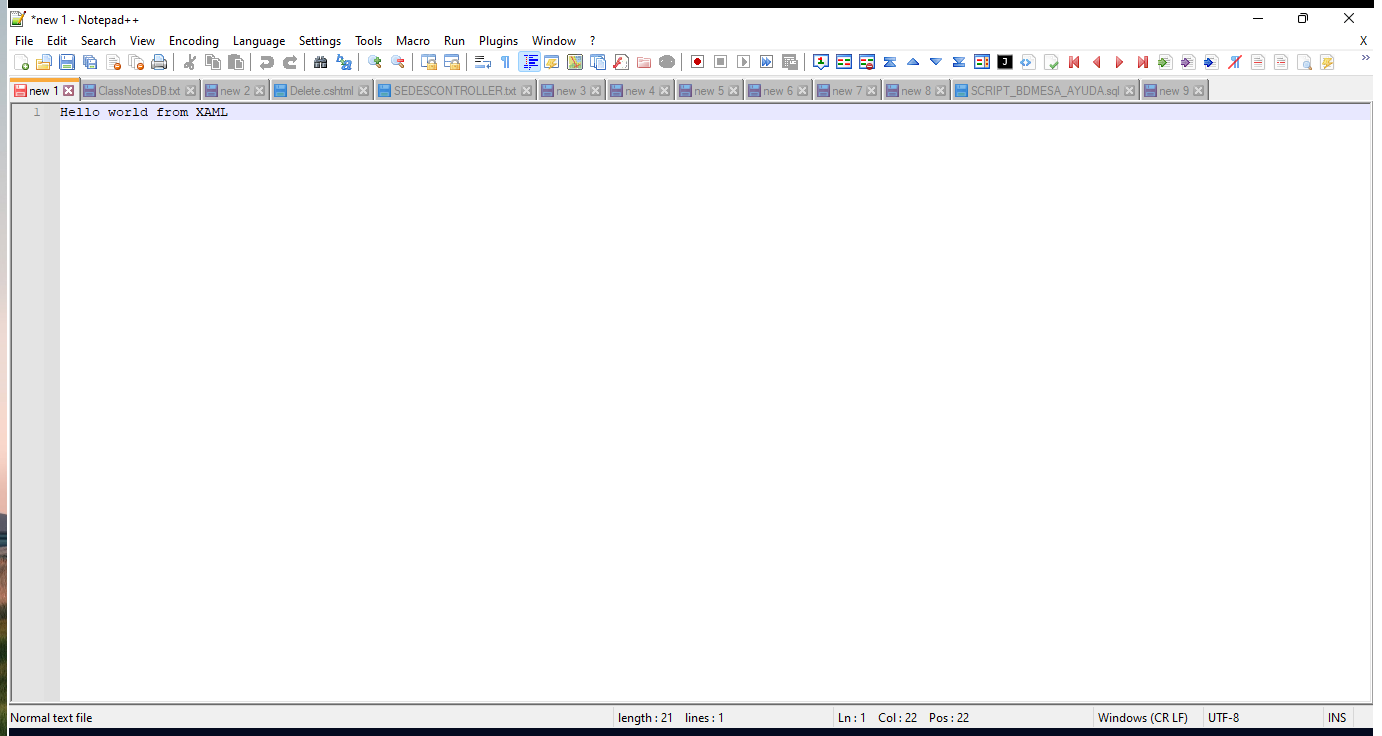 *new 1 - Notepad++
File Edit Search View Encoding Language Settings Tools Macro Run Plugins Window ? X
new 1 ClassNotesDB.txt new 2 Delete.cshtml SEDESCONTROLLER.txt new 3 new 4 new 5 new 6 new 7 new 8 SCRIPT_BDMESA_AYUDA.sql new 9
1 Hello world from XAML
Normal text file length : 21 lines : 1 Ln : 1 Col : 22 Pos : 22 Windows (CR LF) UTF-8 INS